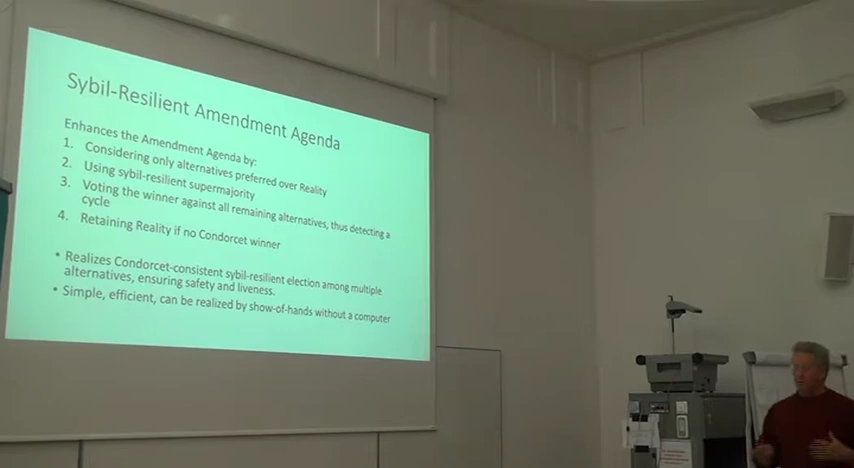 Sybil-Resilient Amendment Agenda
Enhances the Amendment Agenda by:
1. Considering only alternatives preferred over Reality
2. Using sybil-resilient supermajority
3. Voting the winner against all remaining alternatives, thus detecting a
cycle
4. Retaining Reality if no Condorcet winner
• Realizes Condorcet-consistent sybil-resilient election among multiple
alternatives, ensuring safety and liveness.
• Simple, efficient, can be realized by show-of-hands without a computer